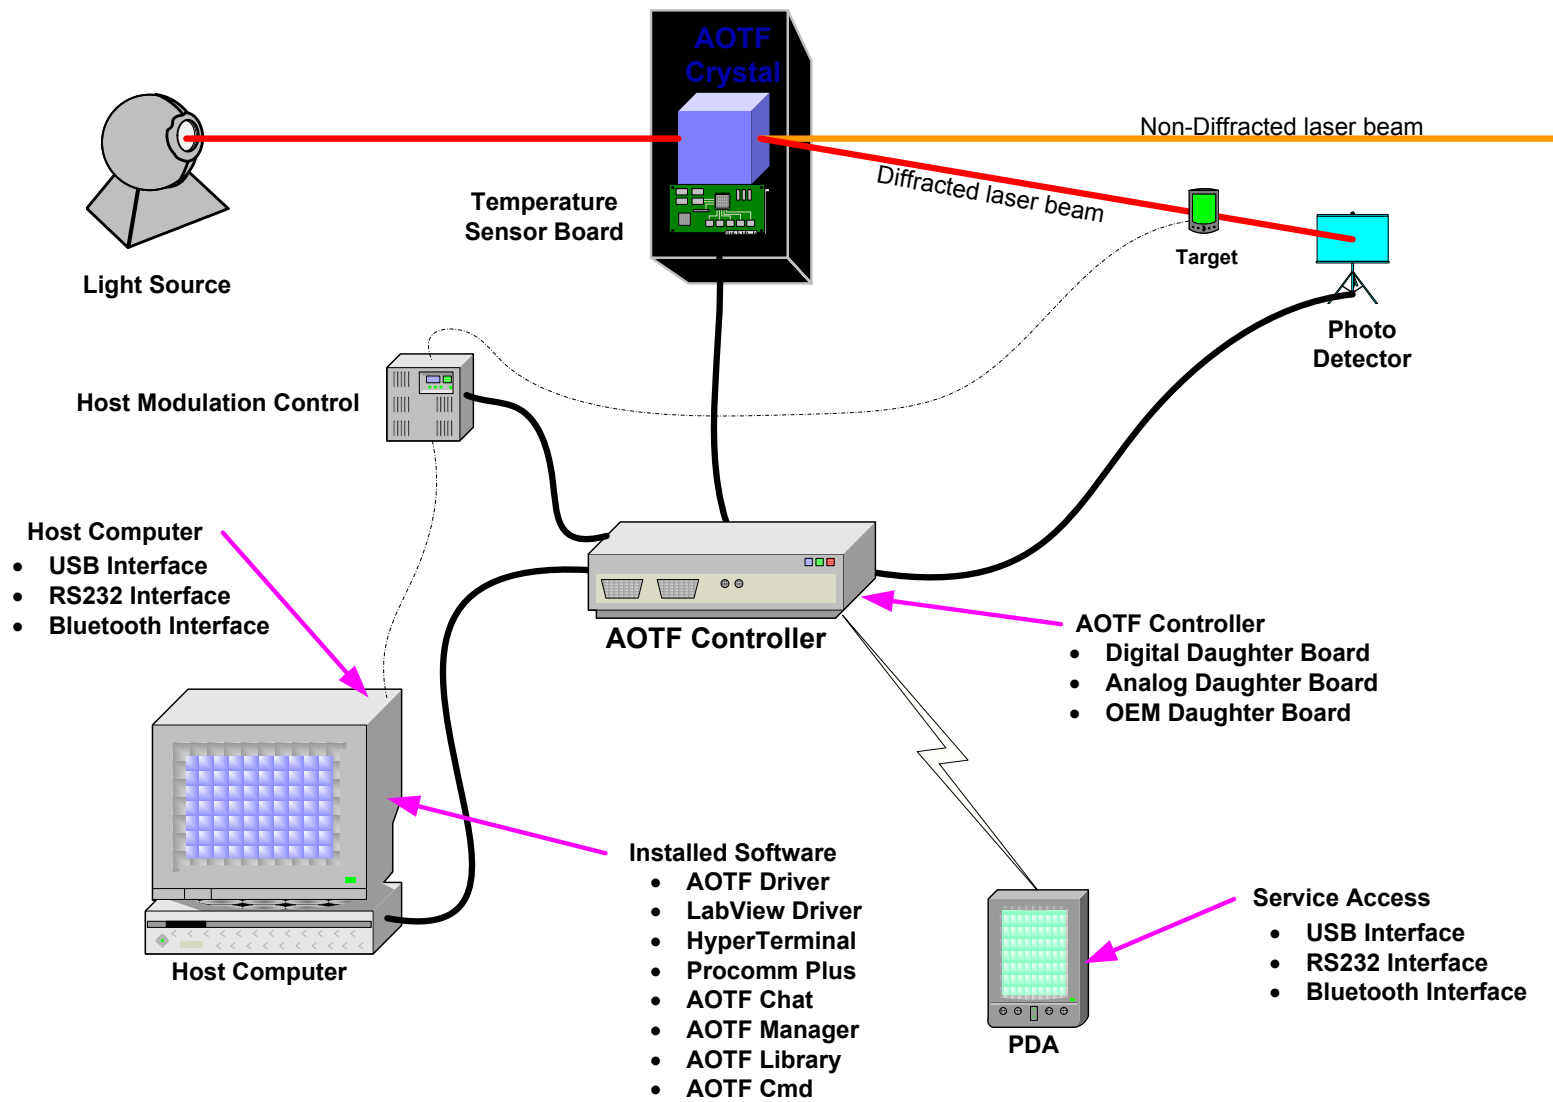 AOTF
Crystal
Non-Diffracted laser beam
Diffracted laser beam
Temperature
Sensor Board
Target
Light Source
Photo
Detector
Host Modulation Control
Host Computer
• USB Interface
• RS232 Interface
• Bluetooth Interface
AOTF Controller
AOTF Controller
• Digital Daughter Board
• Analog Daughter Board
• OEM Daughter Board
Installed Software
• AOTF Driver
• LabView Driver
• HyperTerminal
• Procomm Plus
• AOTF Chat
• AOTF Manager
• AOTF Library
• AOTF Cmd
Host Computer
Service Access
• USB Interface
• RS232 Interface
• Bluetooth Interface
PDA